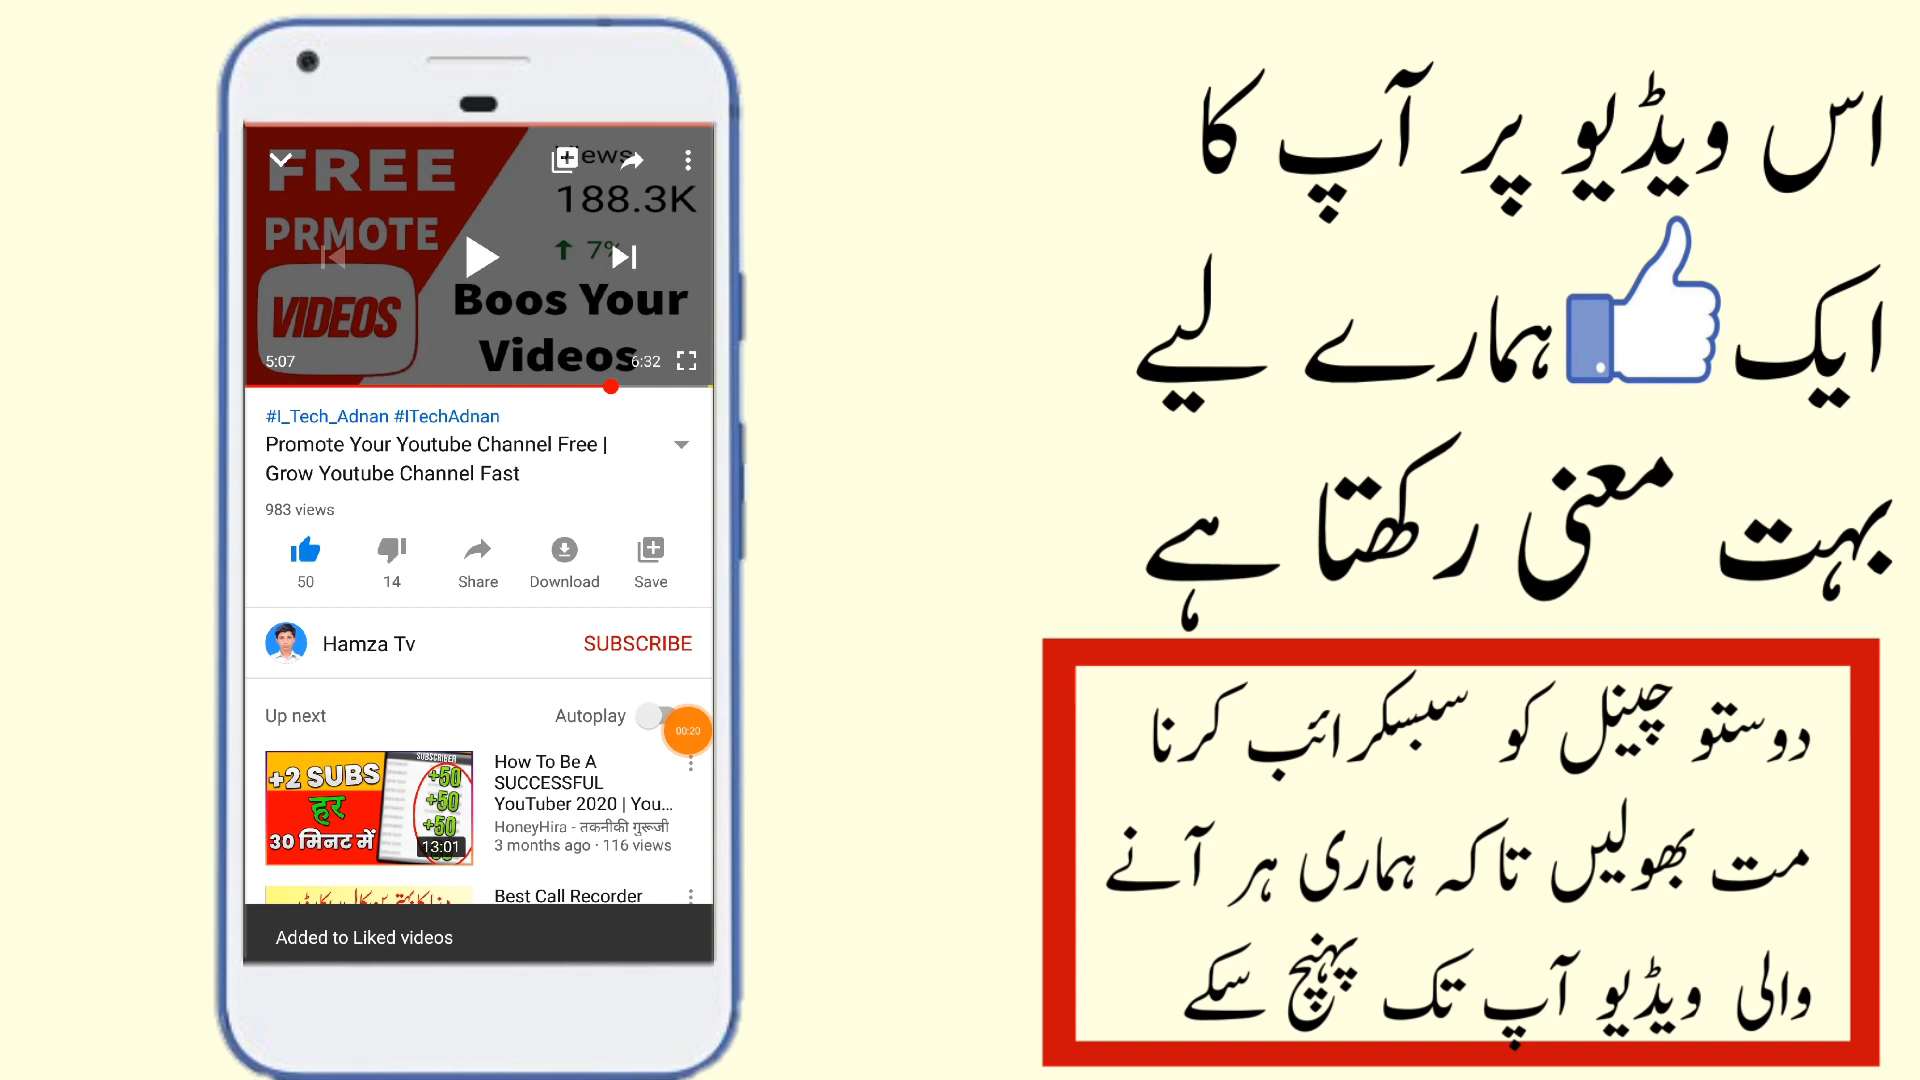 FREE
PRMOTE
VIDEOS
iews
188.3K
7%
Boos Your
Videos
5:07
6:32
#I_Tech_Adnan #ITechAdnan
Promote Your Youtube Channel Free |
Grow Youtube Channel Fast
983 views
50
14
Share
Download
Save
Hamza Tv
SUBSCRIBE
Up next
Autoplay
00:20
+2 SUBS
हर
30 मिनट में
SUBSCRIBER
+50
+50
+50
13:01
How To Be A
SUCCESSFUL
YouTuber 2020 | You...
HoneyHira - तकनीकी गुरूजी
3 months ago · 116 views
Best Call Recorder
Added to Liked videos
اس ویڈیو پر آپ کا
ایک ہمارے لیے
بہت معنی رکھتا ہے
دوستو چینل کو سبسکرائب کرنا
مت بھولیں تاکہ ہماری ہر آنے
والی ویڈیو آپ تک پہنچ سکے